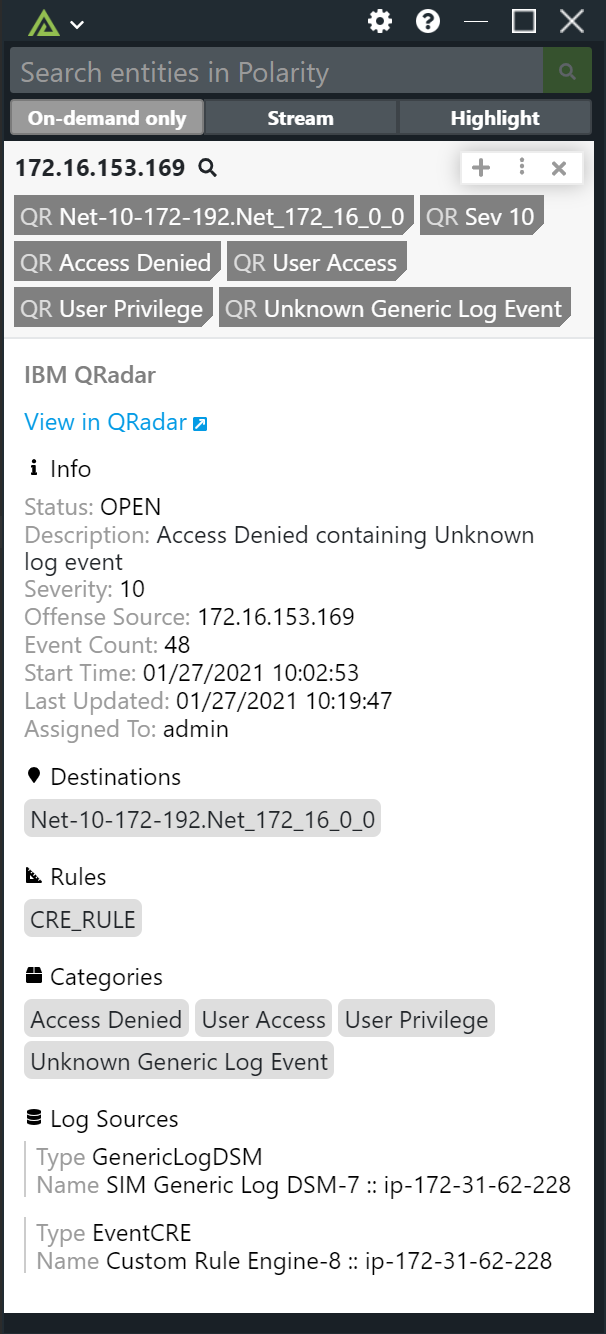 Search entities in Polarity
On-demand only Stream Highlight
172.16.153.169
QR Net-10-172-192.Net_172_16_0_0 QR Sev 10
QR Access Denied QR User Access
QR User Privilege QR Unknown Generic Log Event
IBM QRadar
View in QRadar
Info
Status: OPEN
Description: Access Denied containing Unknown
log event
Severity: 10
Offense Source: 172.16.153.169
Event Count: 48
Start Time: 01/27/2021 10:02:53
Last Updated: 01/27/2021 10:19:47
Assigned To: admin
Destinations
Net-10-172-192.Net_172_16_0_0
Rules
CRE_RULE
Categories
Access Denied User Access User Privilege
Unknown Generic Log Event
Log Sources
Type GenericLogDSM
Name SIM Generic Log DSM-7 :: ip-172-31-62-228
Type EventCRE
Name Custom Rule Engine-8 :: ip-172-31-62-228